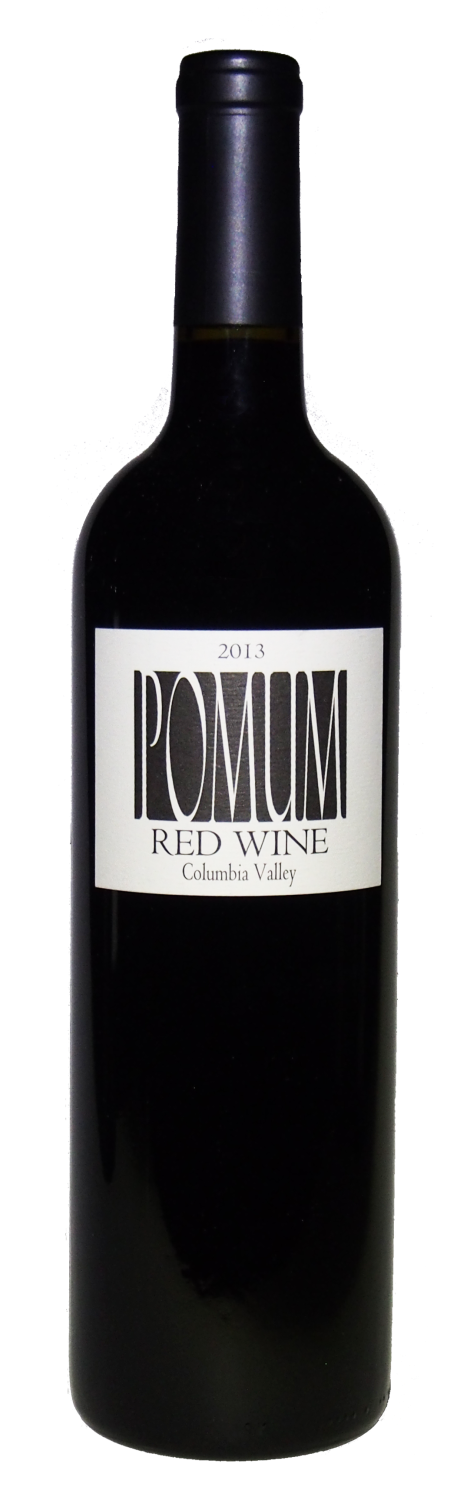 2013
POMUM
RED WINE
Columbia Valley